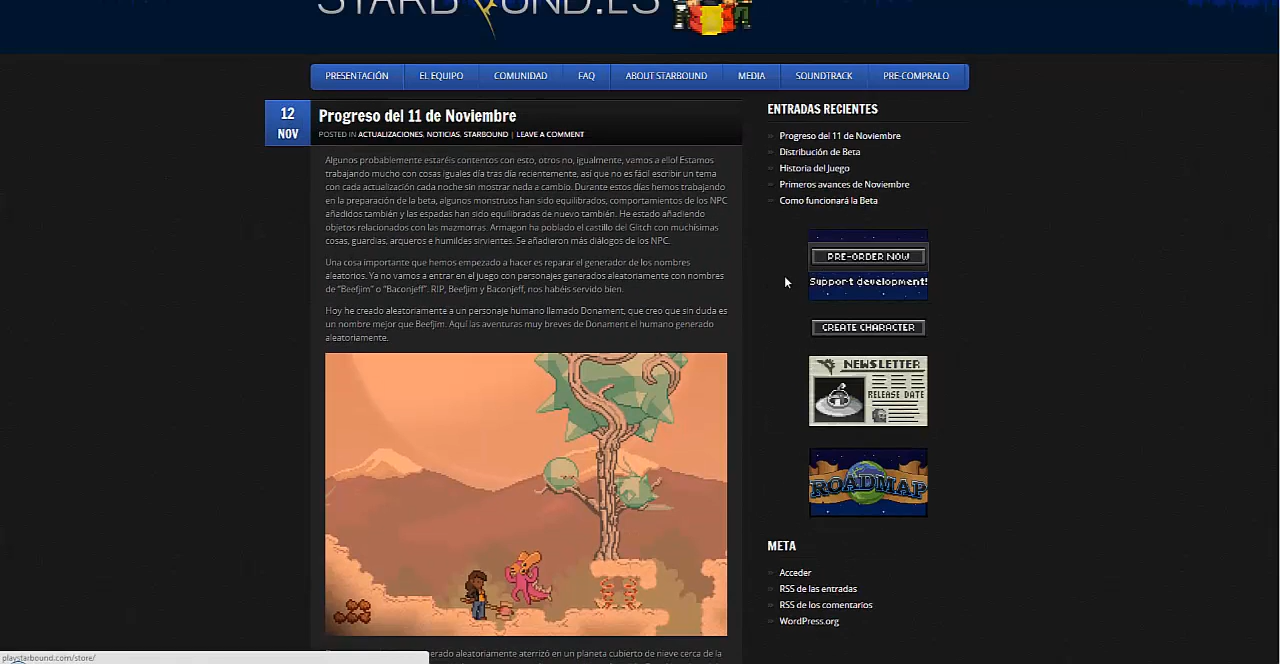 STARBOUND.ES
PRESENTACIÓN EL EQUIPO COMUNIDAD FAQ ABOUT STARBOUND MEDIA SOUNDTRACK PRE-COMPRALO
12
NOV
Progreso del 11 de Noviembre
POSTED IN ACTUALIZACIONES, NOTICIAS, STARBOUND | LEAVE A COMMENT
Algunos probablemente estaréis contentos con esto, otros no, igualmente, vamos a ello! Estamos
trabajando mucho con cosas iguales día tras día recientemente, así que no es fácil escribir un tema
con cada actualización cada noche sin mostrar nada a cambio. Durante estos días hemos trabajando
en la preparación de la beta, algunos monstruos han sido equilibrados, comportamientos de los NPC
añadidos también y las espadas han sido equilibradas de nuevo también. He estado añadiendo
objetos relacionados con las mazmorras. Armagon ha poblado el castillo del Glitch con muchísimas
cosas, guardias, arqueros e humildes sirvientes. Se añadieron más diálogos de los NPC.
Una cosa importante que hemos empezado a hacer es reparar el generador de los nombres
aleatorios. Ya no vamos a entrar en el juego con personajes generados aleatoriamente con nombres
de “Beefjim” o “Baconjeff”. RIP, Beefjim y Baconjeff, nos habéis servido bien.
Hoy he creado aleatoriamente a un personaje humano llamado Donament, que creo que sin duda es
un nombre mejor que Beefjim. Aquí las aventuras muy breves de Donament el humano generado
aleatoriamente.
erado aleatoriamente aterrizó en un planeta cubierto de nieve cerca de la
ENTRADAS RECIENTES
Progreso del 11 de Noviembre
Distribución de Beta
Historia del Juego
Primeros avances de Noviembre
Como funcionará la Beta
PRE-ORDER NOW
Support development!
CREATE CHARACTER
NEWSLETTER
RELEASE DATE
ROADMAP
META
Acceder
RSS de las entradas
RSS de los comentarios
WordPress.org
playstarbound.com/store/